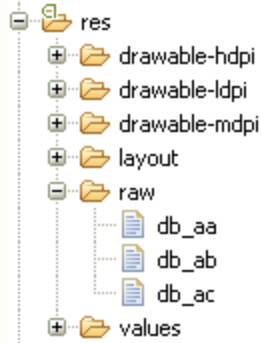 res
drawable-hdpi
drawable-ldpi
drawable-mdpi
layout
raw
db_aa
db_ab
db_ac
values